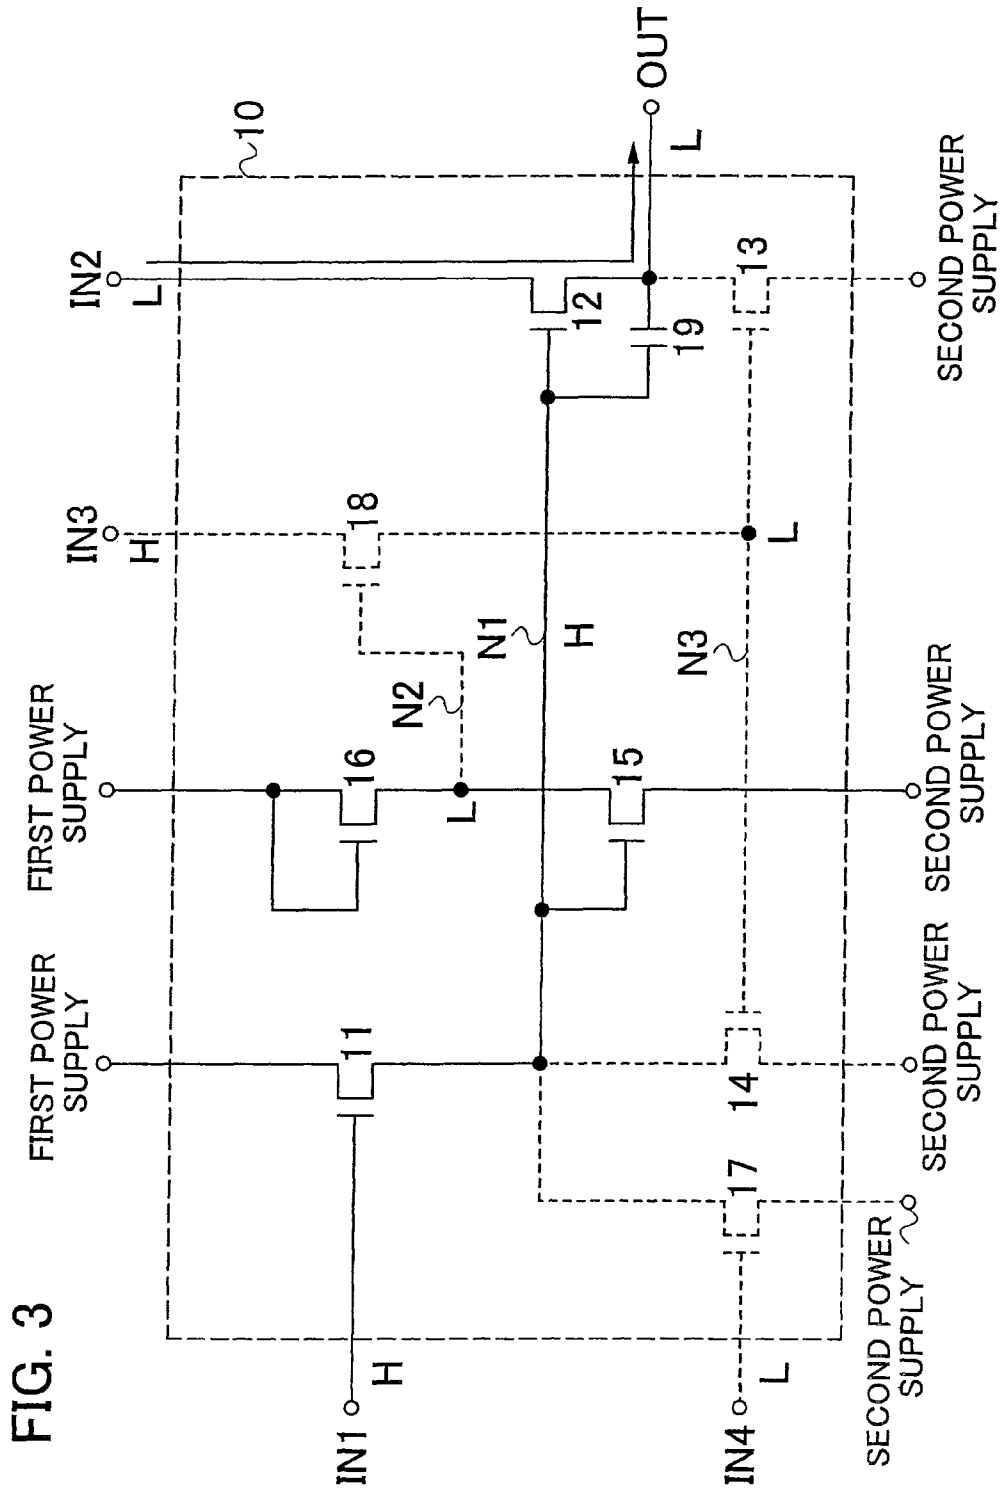 FIG. 3
FIRST POWER
SUPPLY
FIRST POWER
SUPPLY
IN3
H
IN2
L
10
IN1
H
11
16
N2
L
18
N1
H
15
12
19
OUT
L
IN4
L
17
14
N3
L
13
SECOND POWER
SUPPLY
SECOND POWER
SUPPLY
SECOND POWER
SUPPLY
SECOND POWER
SUPPLY